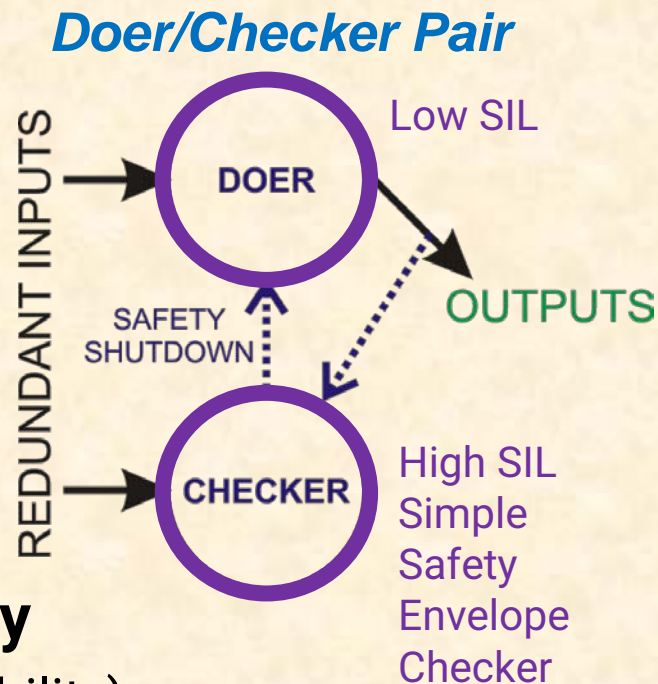 Doer/Checker Pair
Low SIL
REDUNDANT INPUTS
DOER
OUTPUTS
SAFETY
SHUTDOWN
CHECKER
High SIL
Simple
Safety
Envelope
Checker
y